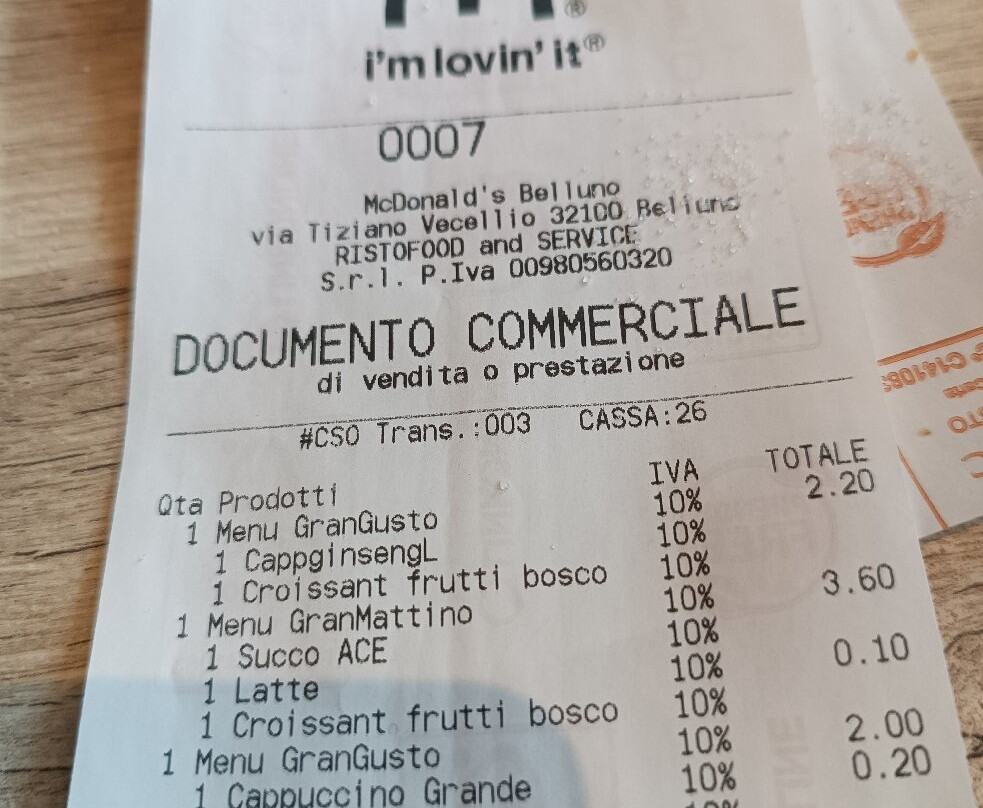 i'm lovin' it®
0007
McDonald's Belluno
via Tiziano Vecellio 32100 Belluno
RISTOFOOD and SERVICE
S.r.l. P.Iva 00980560320
DOCUMENTO COMMERCIALE
di vendita o prestazione
#CSO Trans.:003 CASSA:26
Qta Prodotti IVA TOTALE
1 Menu GranGusto 10% 2.20
1 CappginsengL 10%
1 Croissant frutti bosco 10%
1 Menu GranMattino 10% 3.60
1 Succo ACE 10%
1 Latte 10% 0.10
1 Croissant frutti bosco 10%
1 Menu GranGusto 10% 2.00
1 Cappuccino Grande 10% 0.20